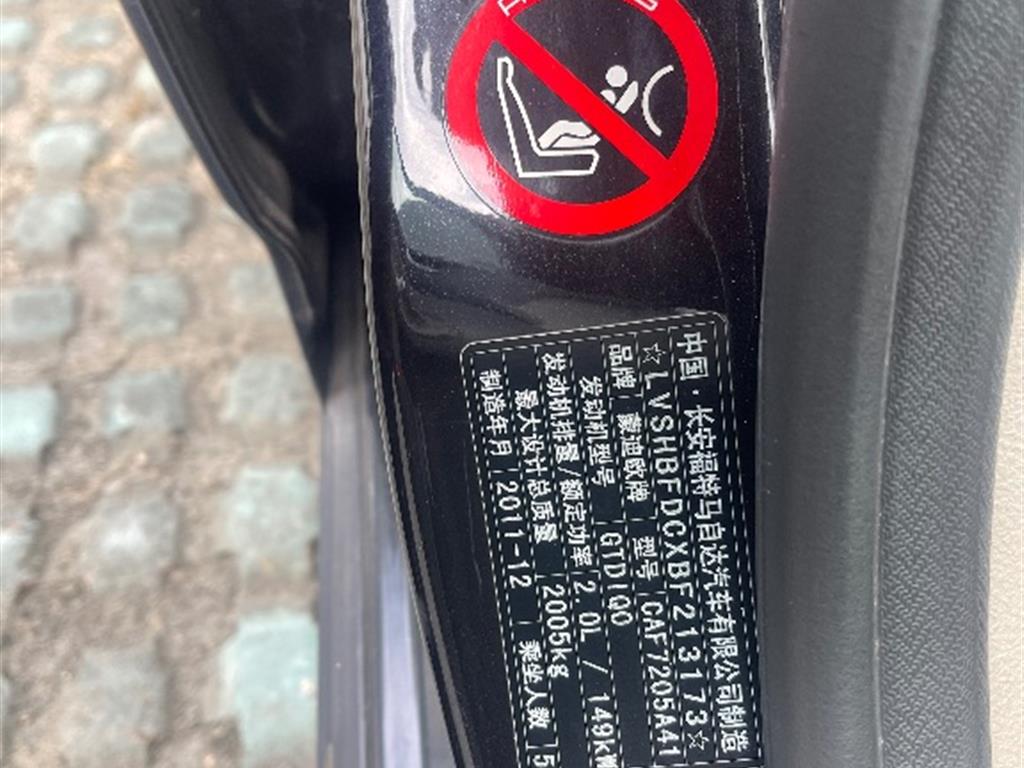 中国·长安福特马自达汽车有限公司制造
☆LVSHBFDCXBF213173☆
品牌 蒙迪欧牌 型号 CAF7205AA1
发动机型号 GTDIQ0
发动机排量/额定功率 2.0L / 149k
最大设计总质量 2005kg
制造年月 2011-12 乘坐人数 5